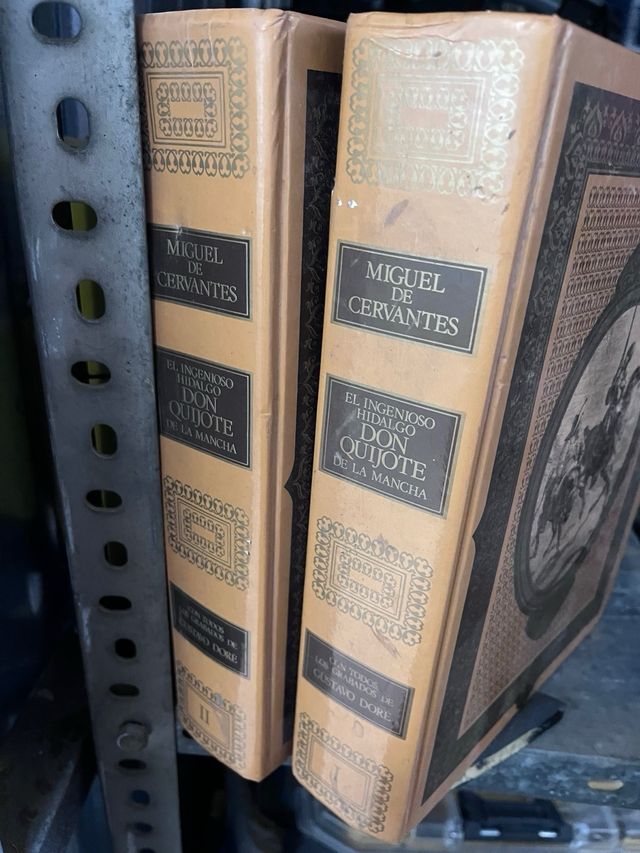 MIGUEL
DE
CERVANTES
EL INGENIOSO
HIDALGO
DON
QUIJOTE
DE LA MANCHA
CON TODOS
LOS GRABADOS DE
GUSTAVO DORÉ
II
MIGUEL
DE
CERVANTES
EL INGENIOSO
HIDALGO
DON
QUIJOTE
DE LA MANCHA
CON TODOS
LOS GRABADOS DE
GUSTAVO DORÉ
I